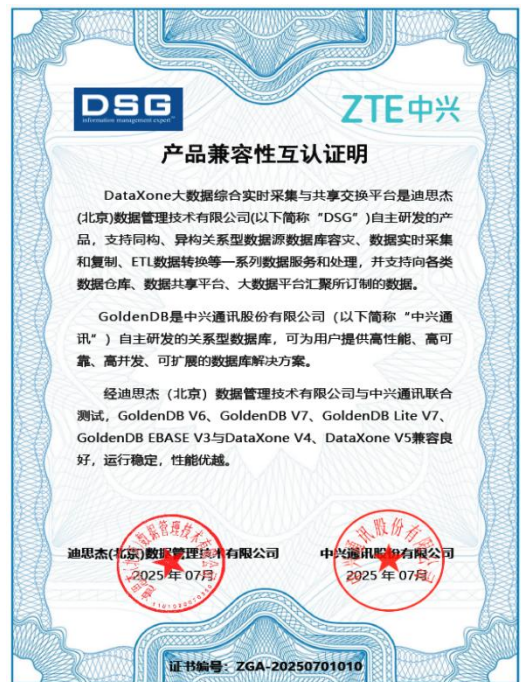 DSG
information management expert™
ZTE中兴
产品兼容性互认证明
DataXone大数据综合实时采集与共享交换平台是迪思杰
(北京)数据管理技术有限公司(以下简称“DSG”)自主研发的产
品，支持同构、异构关系型数据源数据库容灾、数据实时采集
和复制、ETL数据转换等一系列数据服务和处理，并支持向各类
数据仓库、数据共享平台、大数据平台汇聚所订制的数据。
GoldenDB是中兴通讯股份有限公司（以下简称“中兴通
讯”）自主研发的关系型数据库，可为用户提供高性能、高可
靠、高并发、可扩展的数据库解决方案。
经迪思杰（北京）数据管理技术有限公司与中兴通讯联合
测试，GoldenDB V6、GoldenDB V7、GoldenDB Lite V7、
GoldenDB EBASE V3与DataXone V4、DataXone V5兼容良
好，运行稳定，性能优越。
迪思杰(北京)数据管理技术有限公司
2025 年 07月
中兴通讯股份有限公司
2025 年 07月
证书编号：ZGA-20250701010